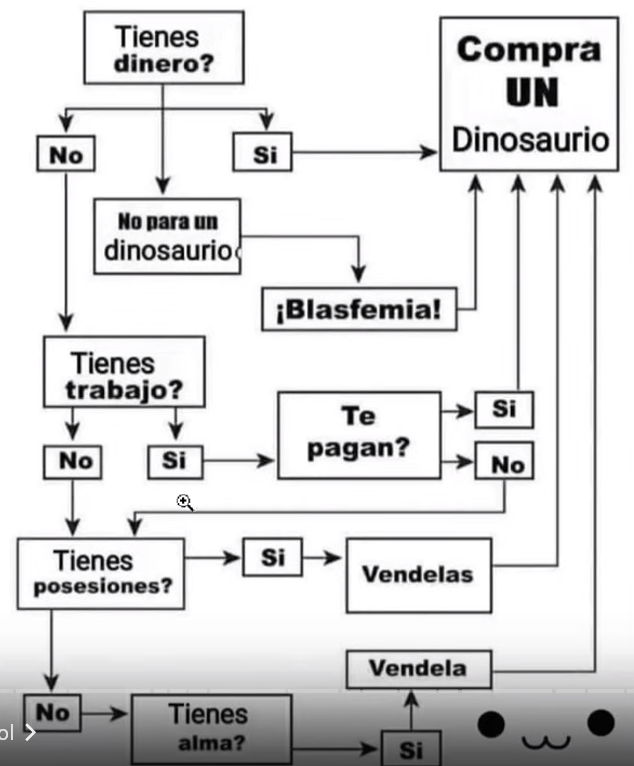 Tienes
dinero?
Compra
UN
Dinosaurio
No
Si
No para un
dinosaurio
¡Blasfemia!
Tienes
trabajo?
Te
pagan?
Si
No
Si
No
Tienes
posesiones?
Si
Vendelas
Vendela
No
Tienes
alma?
Si
ol >